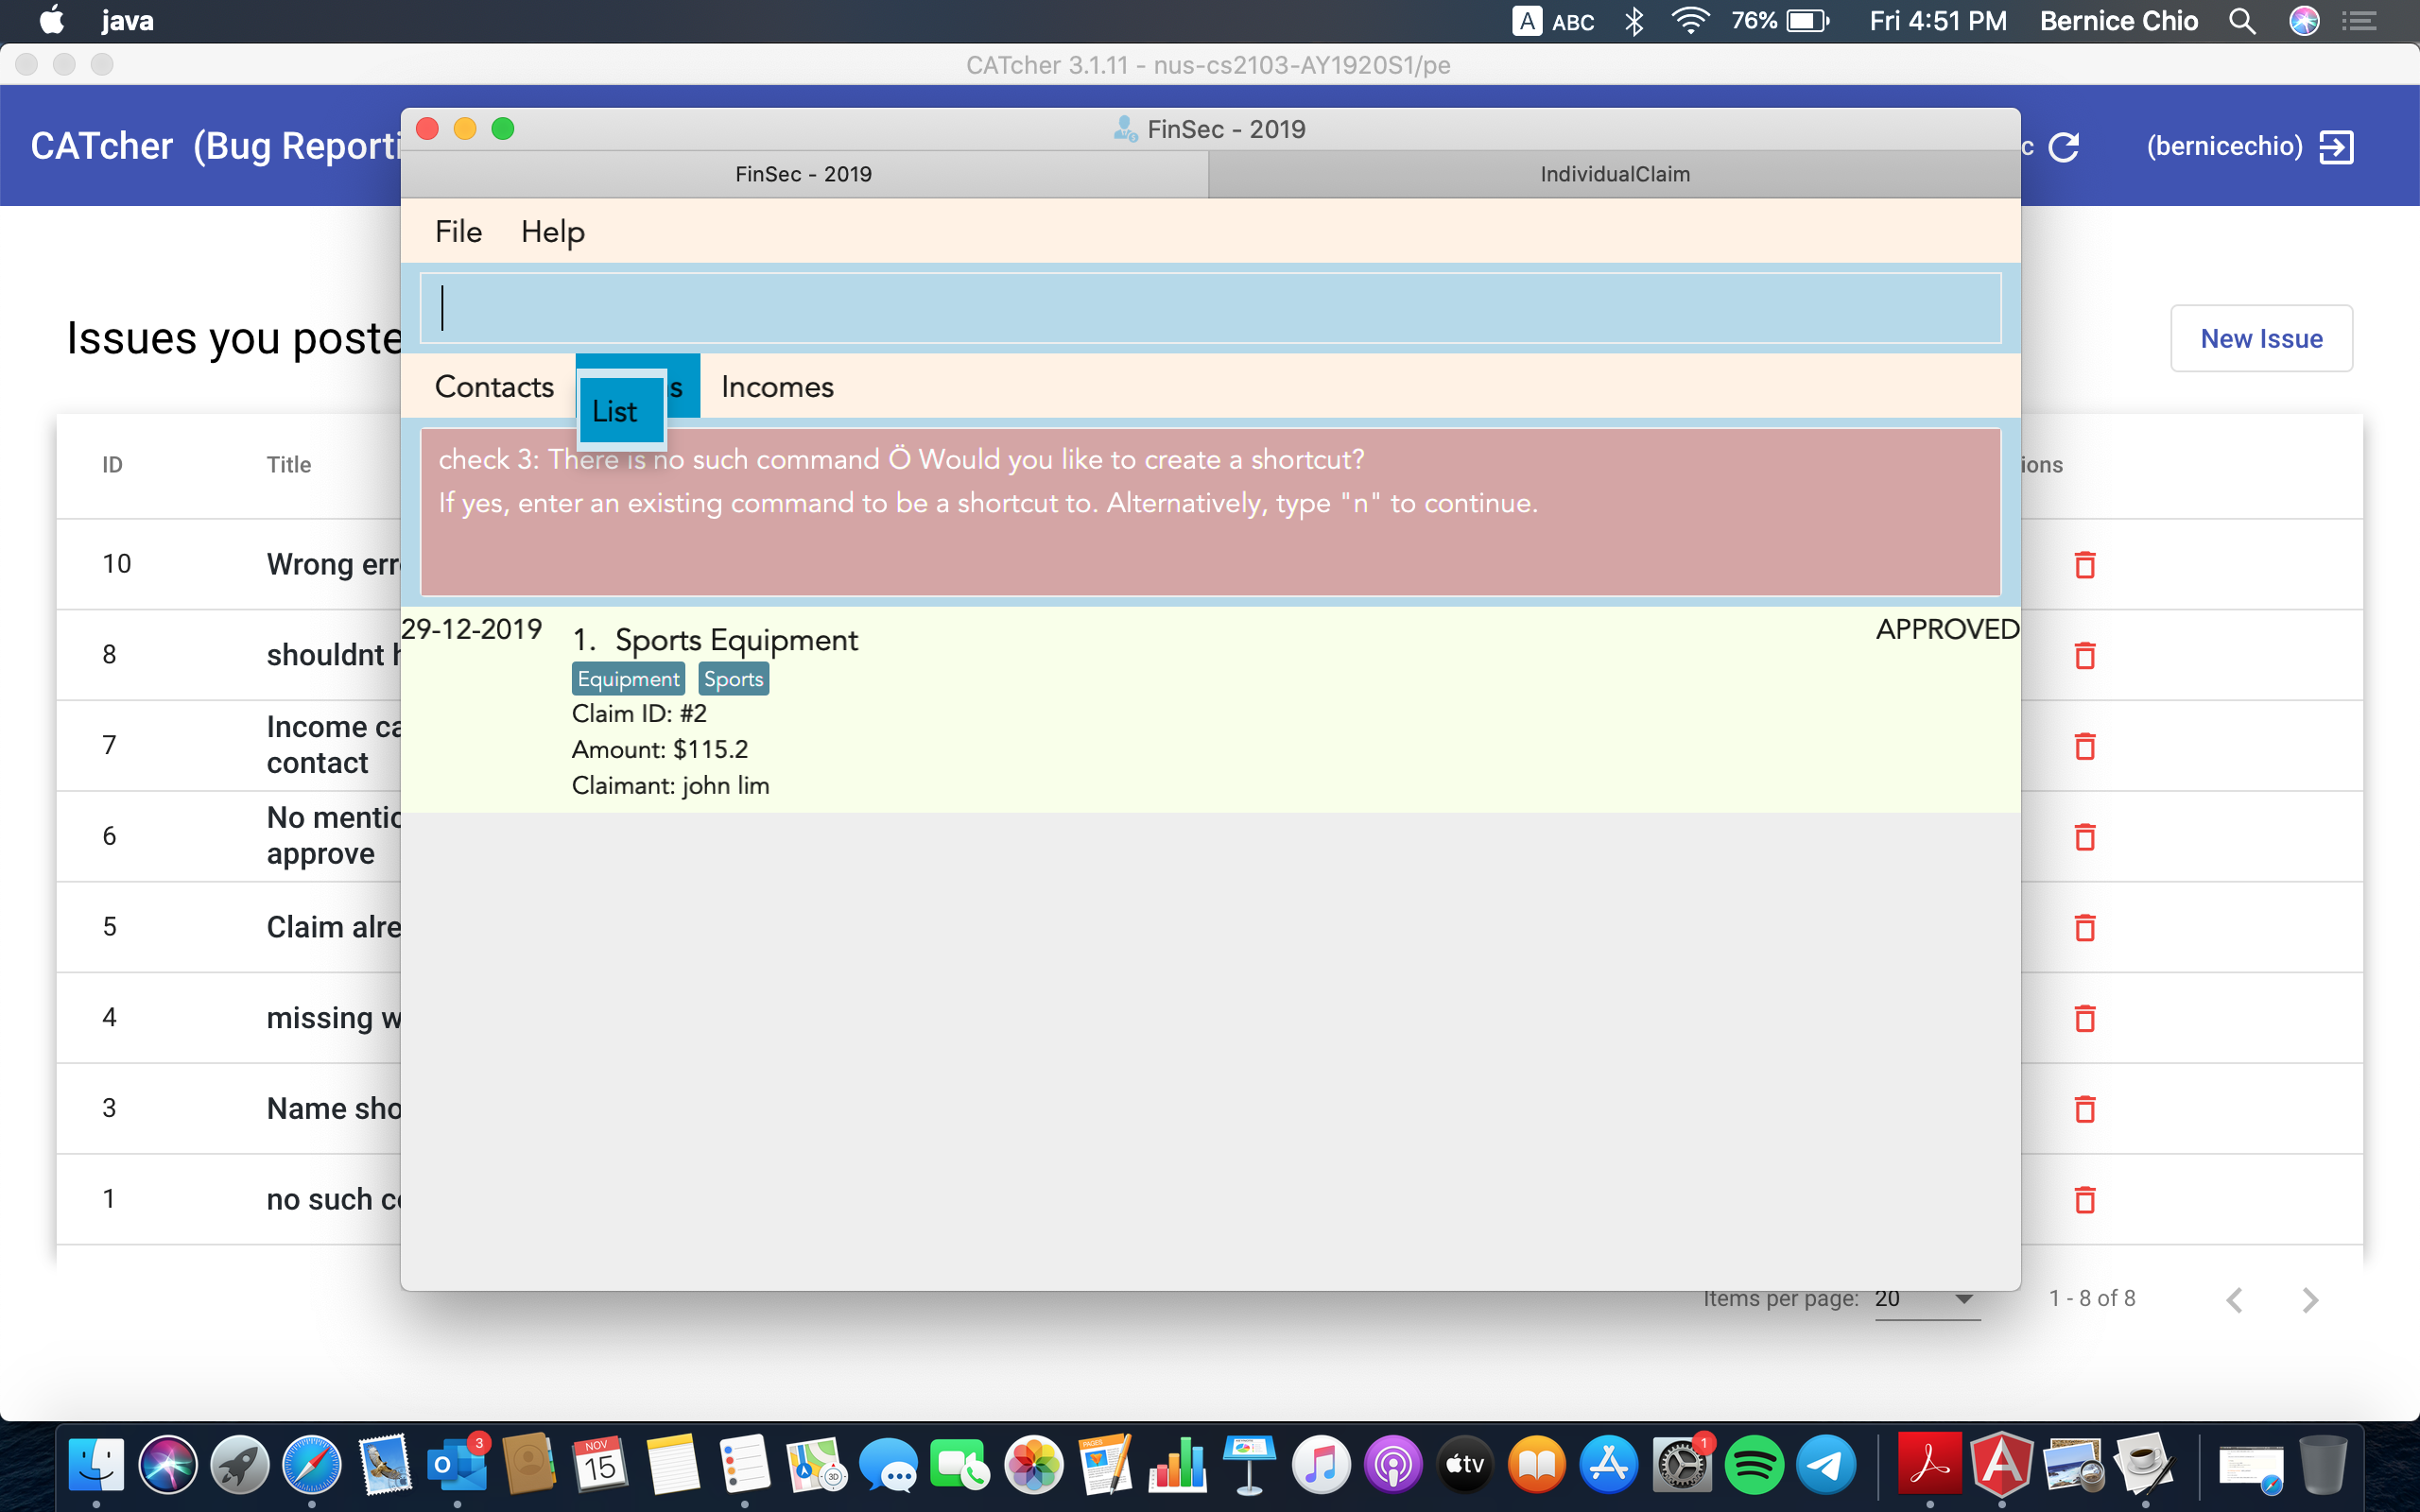 java
A ABC 76% Fri 4:51 PM Bernice Chio
CATcher 3.1.11 - nus-cs2103-AY1920S1/pe
CATcher (Bug Reporti
c (bernicechio)
FinSec - 2019
FinSec - 2019 IndividualClaim
File Help
Issues you poste
New Issue
Contacts s Incomes
List
check 3: There is no such command Ö Would you like to create a shortcut?
If yes, enter an existing command to be a shortcut to. Alternatively, type "n" to continue.
ID Title ions
29-12-2019 1. Sports Equipment APPROVED
Equipment Sports
Claim ID: #2
Amount: $115.2
Claimant: john lim
10 Wrong err
8 shouldnt h
7 Income ca
contact
6 No mentio
approve
5 Claim alre
4 missing w
3 Name sho
1 no such co
Items per page: 20 1 - 8 of 8
3
NOV
15
PAGES
3D
tv
1